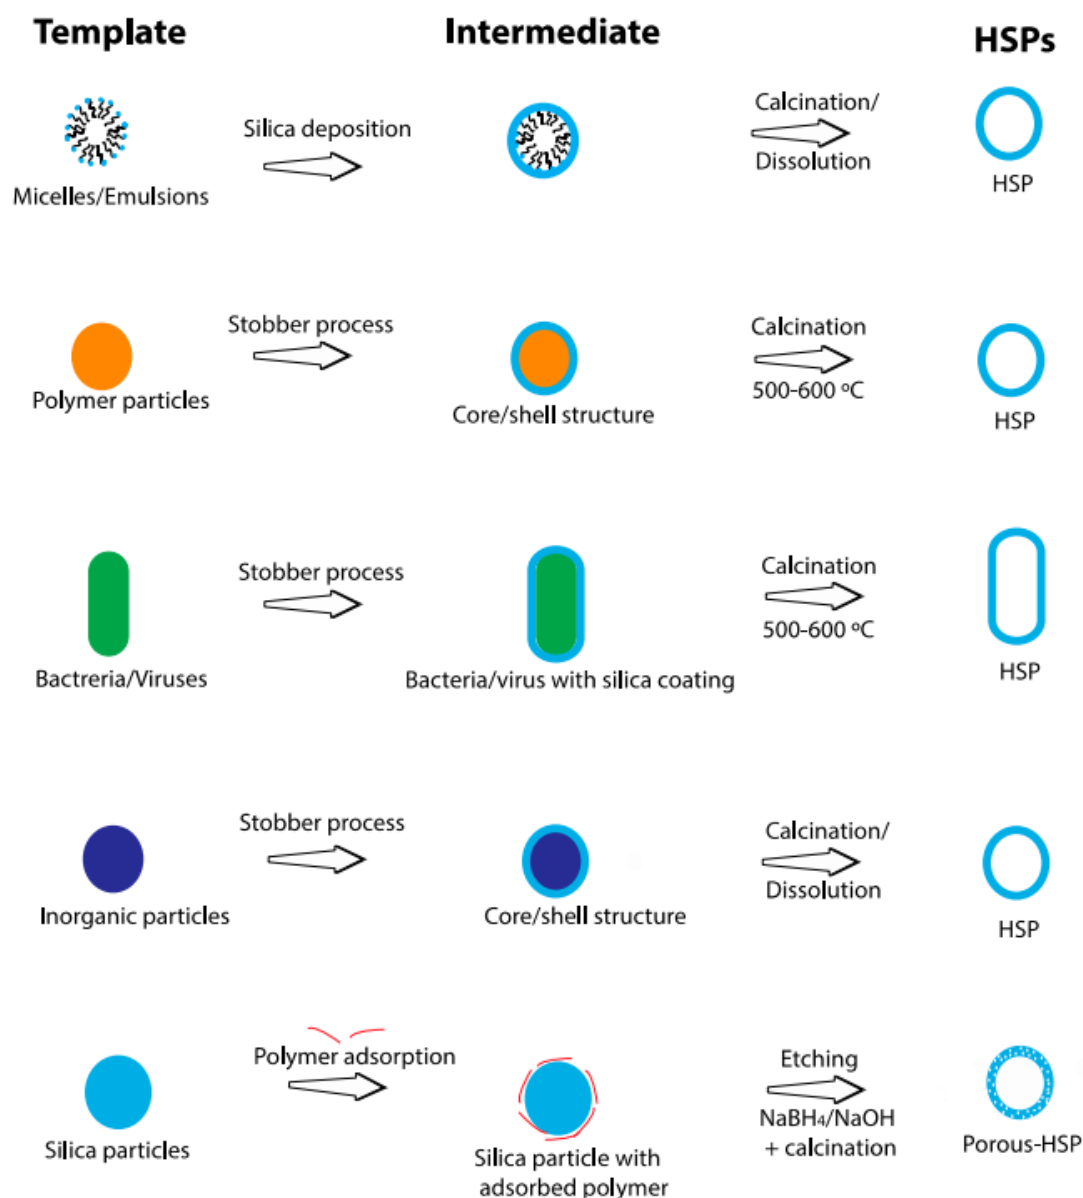 Template
Intermediate
HSPs
Micelles/Emulsions
Silica deposition
Calcination/
Dissolution
HSP
Polymer particles
Stobber process
Core/shell structure
Calcination
500-600 ºC
HSP
Bactreria/Viruses
Stobber process
Bacteria/virus with silica coating
Calcination
500-600 ºC
HSP
Inorganic particles
Stobber process
Core/shell structure
Calcination/
Dissolution
HSP
Silica particles
Polymer adsorption
Silica particle with
adsorbed polymer
Etching
NaBH₄/NaOH
+ calcination
Porous-HSP